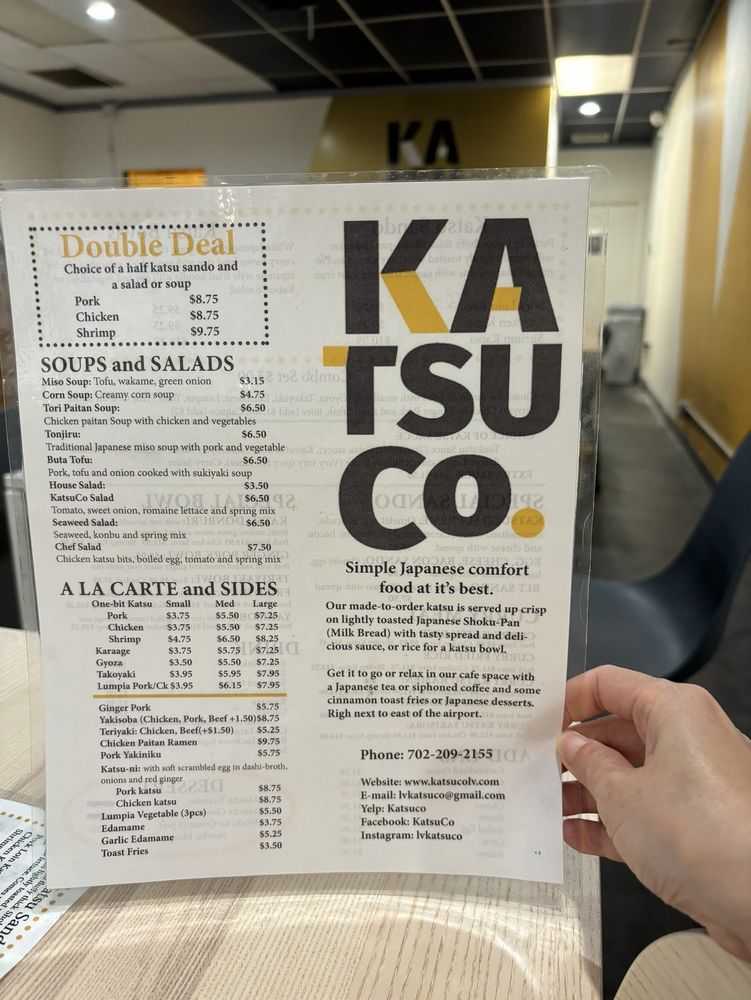 KA
Double Deal
Choice of a half katsu sando and
a salad or soup
Pork $8.75
Chicken $8.75
Shrimp $9.75
SOUPS and SALADS
Miso Soup: Tofu, wakame, green onion $3.15
Corn Soup: Creamy corn soup $4.75
Tori Paitan Soup: $6.50
Chicken paitan Soup with chicken and vegetables
Tonjiru: $6.50
Traditional Japanese miso soup with pork and vegetable
Buta Tofu: $6.50
Pork, tofu and onion cooked with sukiyaki soup
House Salad: $3.50
KatsuCo Salad $6,50
Tomato, sweet onion, romaine lettuce and spring mix
Seaweed Salad: $6.50
Seaweed, konbu and spring mix
Chef Salad $7.50
Chicken katsu bits, boiled egg, tomato and spring mix
A LA CARTE and SIDES
One-bit Katsu Small Med Large
Pork $3.75 $5.50 $7.25
Chicken $3.75 $5.50 $7.25
Shrimp $4.75 $6.50 $8.25
Karaage $3.75 $5.75 $7.25
Gyoza $3.50 $5.50 $7.25
Takoyaki $3.95 $5.95 $7.95
Lumpia Pork/Ck $3.95 $6.15 $7.95
Ginger Pork $5.75
Yakisoba (Chicken, Pork, Beef +1.50) $8.75
Teriyaki: Chicken, Beef(+$1.50) $5.25
Chicken Paitan Ramen $9.75
Pork Yakiniku $5.75
Katsu-ni: with soft scrambled egg in dashi-broth,
onions and red ginger
Pork katsu $8.75
Chicken katsu $8.75
Lumpia Vegetable (3pcs) $5.50
Edamame $3.75
Garlic Edamame $5.25
Toast Fries $3.50
KA
TSU
Co.
Simple Japanese comfort
food at it's best.
Our made-to-order katsu is served up crisp
on lightly toasted Japanese Shoku-Pan
(Milk Bread) with tasty spread and deli-
cious sauce, or rice for a katsu bowl.
Get it to go or relax in our cafe space with
a Japanese tea or siphoned coffee and some
cinnamon toast fries or Japanese desserts.
Righ next to east of the airport.
Phone: 702-209-2155
Website: www.katsucolv.com
E-mail: lvkatsuco@gmail.com
Yelp: Katsuco
Facebook: KatsuCo
Instagram: lvkatsuco